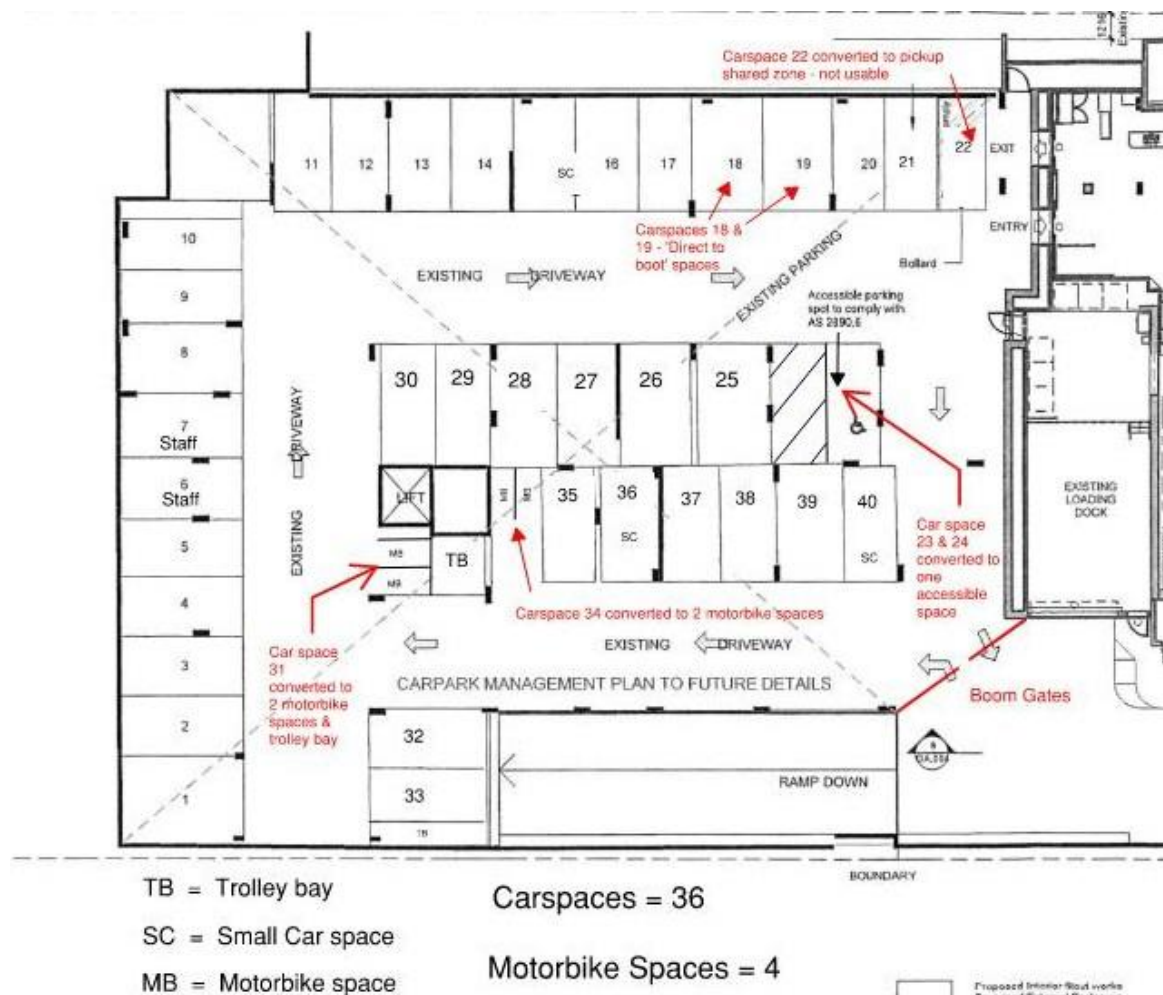 1216
Existing
Carspace 22 converted to pickup
shared zone - not usable
11
12
13
14
SC
16
17
18
19
20
21
22
EXIT
ENTRY
Carspaces 18 &
19 - 'Direct to
boot' spaces
Bollard
10
9
8
7
Staff
6
Staff
5
4
3
2
1
EXISTING
DRIVEWAY
EXISTING PARKING
Accessible parking
spot to comply with
AS 2890.6
DRIVEWAY
EXISTING
30
29
28
27
26
25
LIFT
MB
MB
35
36
SC
37
38
39
40
SC
EXISTING
LOADING
DOCK
MB
MB
TB
Car space
23 & 24
converted to
one
accessible
space
Carspace 34 converted to 2 motorbike spaces
Car space
31
converted to
2 motorbike
spaces &
trolley bay
EXISTING
DRIVEWAY
CARPARK MANAGEMENT PLAN TO FUTURE DETAILS
Boom Gates
32
33
TB
RAMP DOWN
BOUNDARY
TB = Trolley bay
SC = Small Car space
MB = Motorbike space
Carspaces = 36
Motorbike Spaces = 4